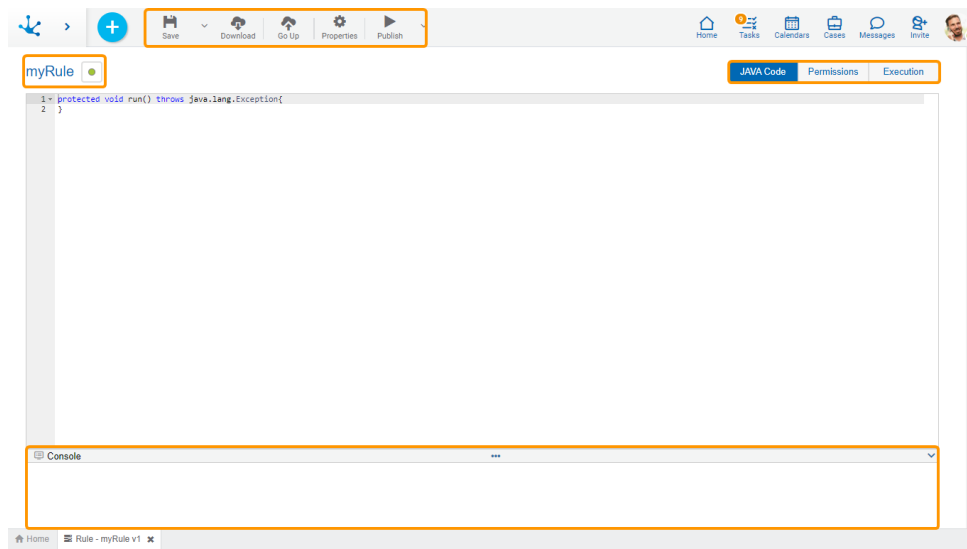 Save Download Go Up Properties Publish
Home 9 Tasks Calendars Cases Messages Invite
myRule
JAVA Code Permissions Execution
1 protected void run() throws java.lang.Exception{
2 }
Console
Home Rule - myRule v1